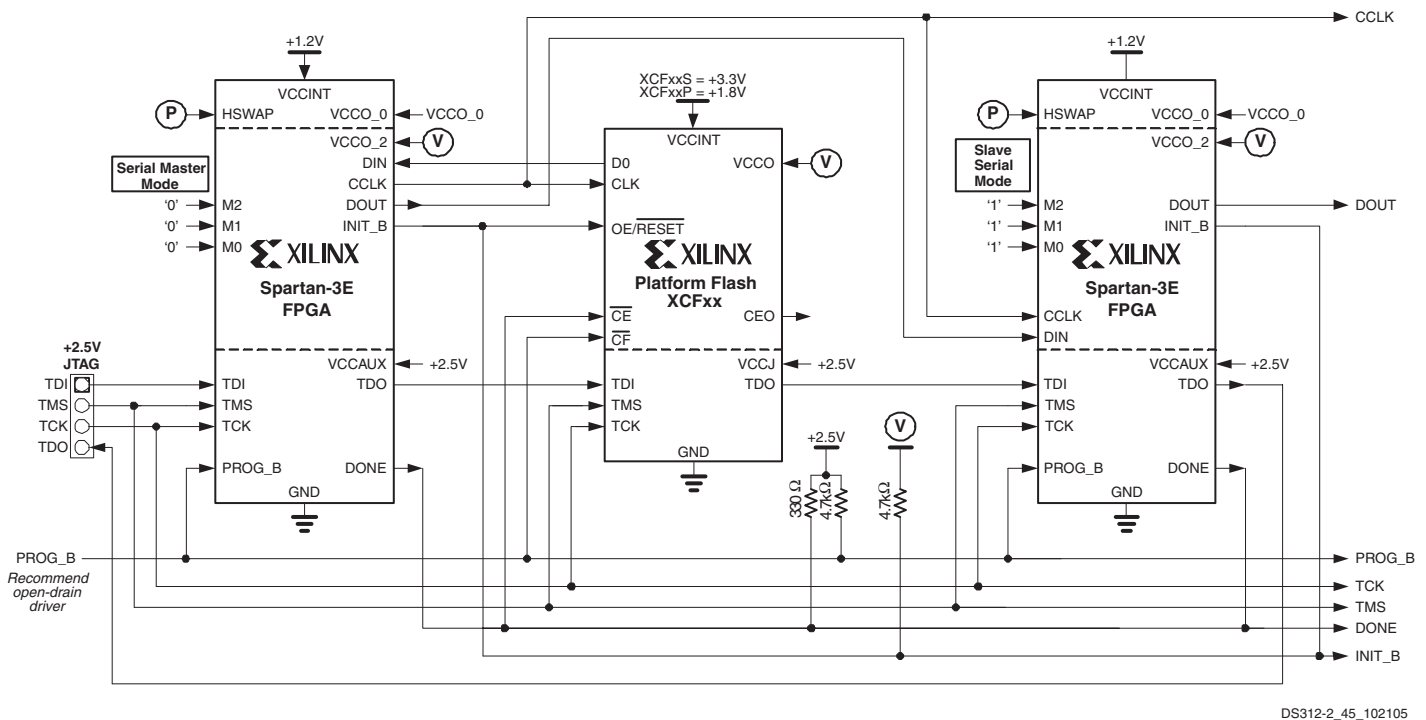 CCLK
+1.2V
VCCINT
P
HSWAP
VCCO_0
VCCO_0
VCCO_2
V
Serial Master
Mode
DIN
CCLK
DOUT
INIT_B
'0'
M2
'0'
M1
'0'
M0
XILINX
Spartan-3E
FPGA
+2.5V
JTAG
TDI
TMS
TCK
TDO
VCCAUX
+2.5V
TDI
TDO
TMS
TCK
PROG_B
DONE
GND
XCFxxS = +3.3V
XCFxxP = +1.8V
VCCINT
D0
VCCO
V
CLK
OE/RESET
XILINX
Platform Flash
XCFxx
CE
CEO
CF
VCCJ
+2.5V
TDI
TDO
TMS
TCK
GND
+2.5V
330 Ω
4.7kΩ
V
4.7kΩ
+1.2V
VCCINT
P
HSWAP
VCCO_0
VCCO_0
VCCO_2
V
Slave
Serial
Mode
'1'
M2
'1'
M1
'1'
M0
DOUT
DOUT
INIT_B
XILINX
Spartan-3E
FPGA
CCLK
DIN
VCCAUX
+2.5V
TDI
TDO
TMS
TCK
PROG_B
DONE
GND
PROG_B
Recommend
open-drain
driver
PROG_B
TCK
TMS
DONE
INIT_B
DS312-2_45_102105